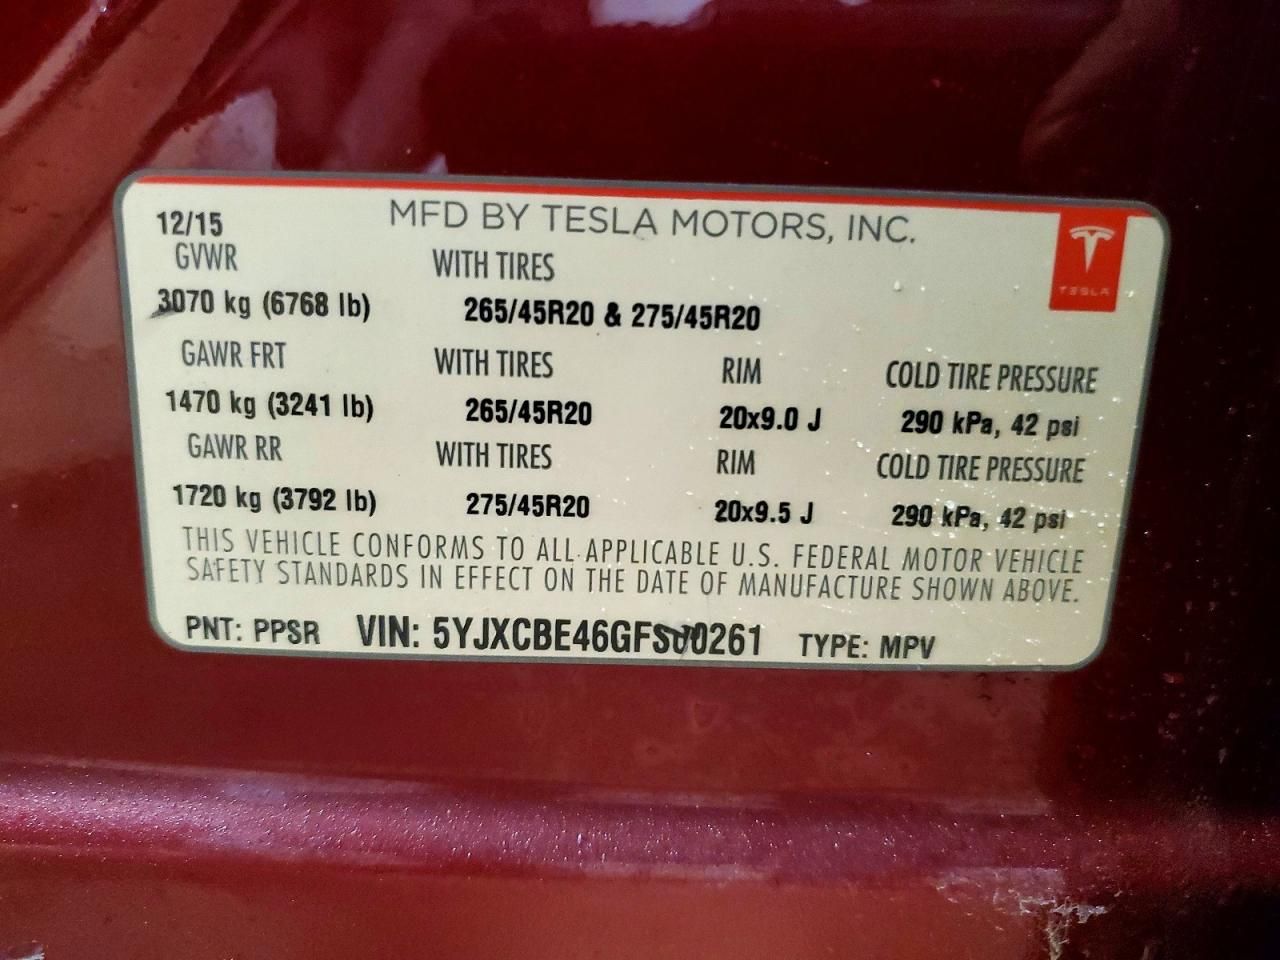 12/15 MFD BY TESLA MOTORS, INC.
GVWR WITH TIRES
3070 kg (6768 lb) 265/45R20 & 275/45R20
TESLA
GAWR FRT WITH TIRES RIM COLD TIRE PRESSURE
1470 kg (3241 lb) 265/45R20 20x9.0 J 290 kPa, 42 psi
GAWR RR WITH TIRES RIM COLD TIRE PRESSURE
1720 kg (3792 lb) 275/45R20 20x9.5 J 290 kPa, 42 psi
THIS VEHICLE CONFORMS TO ALL APPLICABLE U.S. FEDERAL MOTOR VEHICLE
SAFETY STANDARDS IN EFFECT ON THE DATE OF MANUFACTURE SHOWN ABOVE.
PNT: PPSR VIN: 5YJXCBE46GFS00261 TYPE: MPV